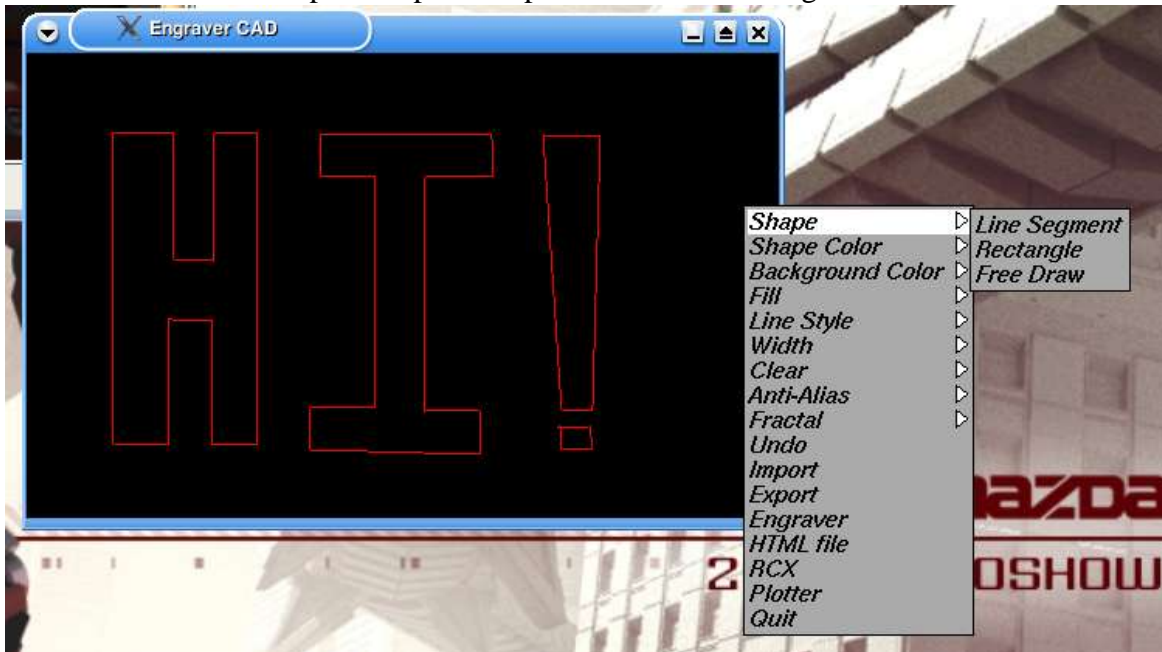 Engraver CAD
HI!
Shape
Line Segment
Shape Color
Rectangle
Background Color
Free Draw
Fill
Line Style
Width
Clear
Anti-Alias
Fractal
Undo
Import
Export
Engraver
HTML file
RCX
Plotter
Quit
mazda
2
OSHOW